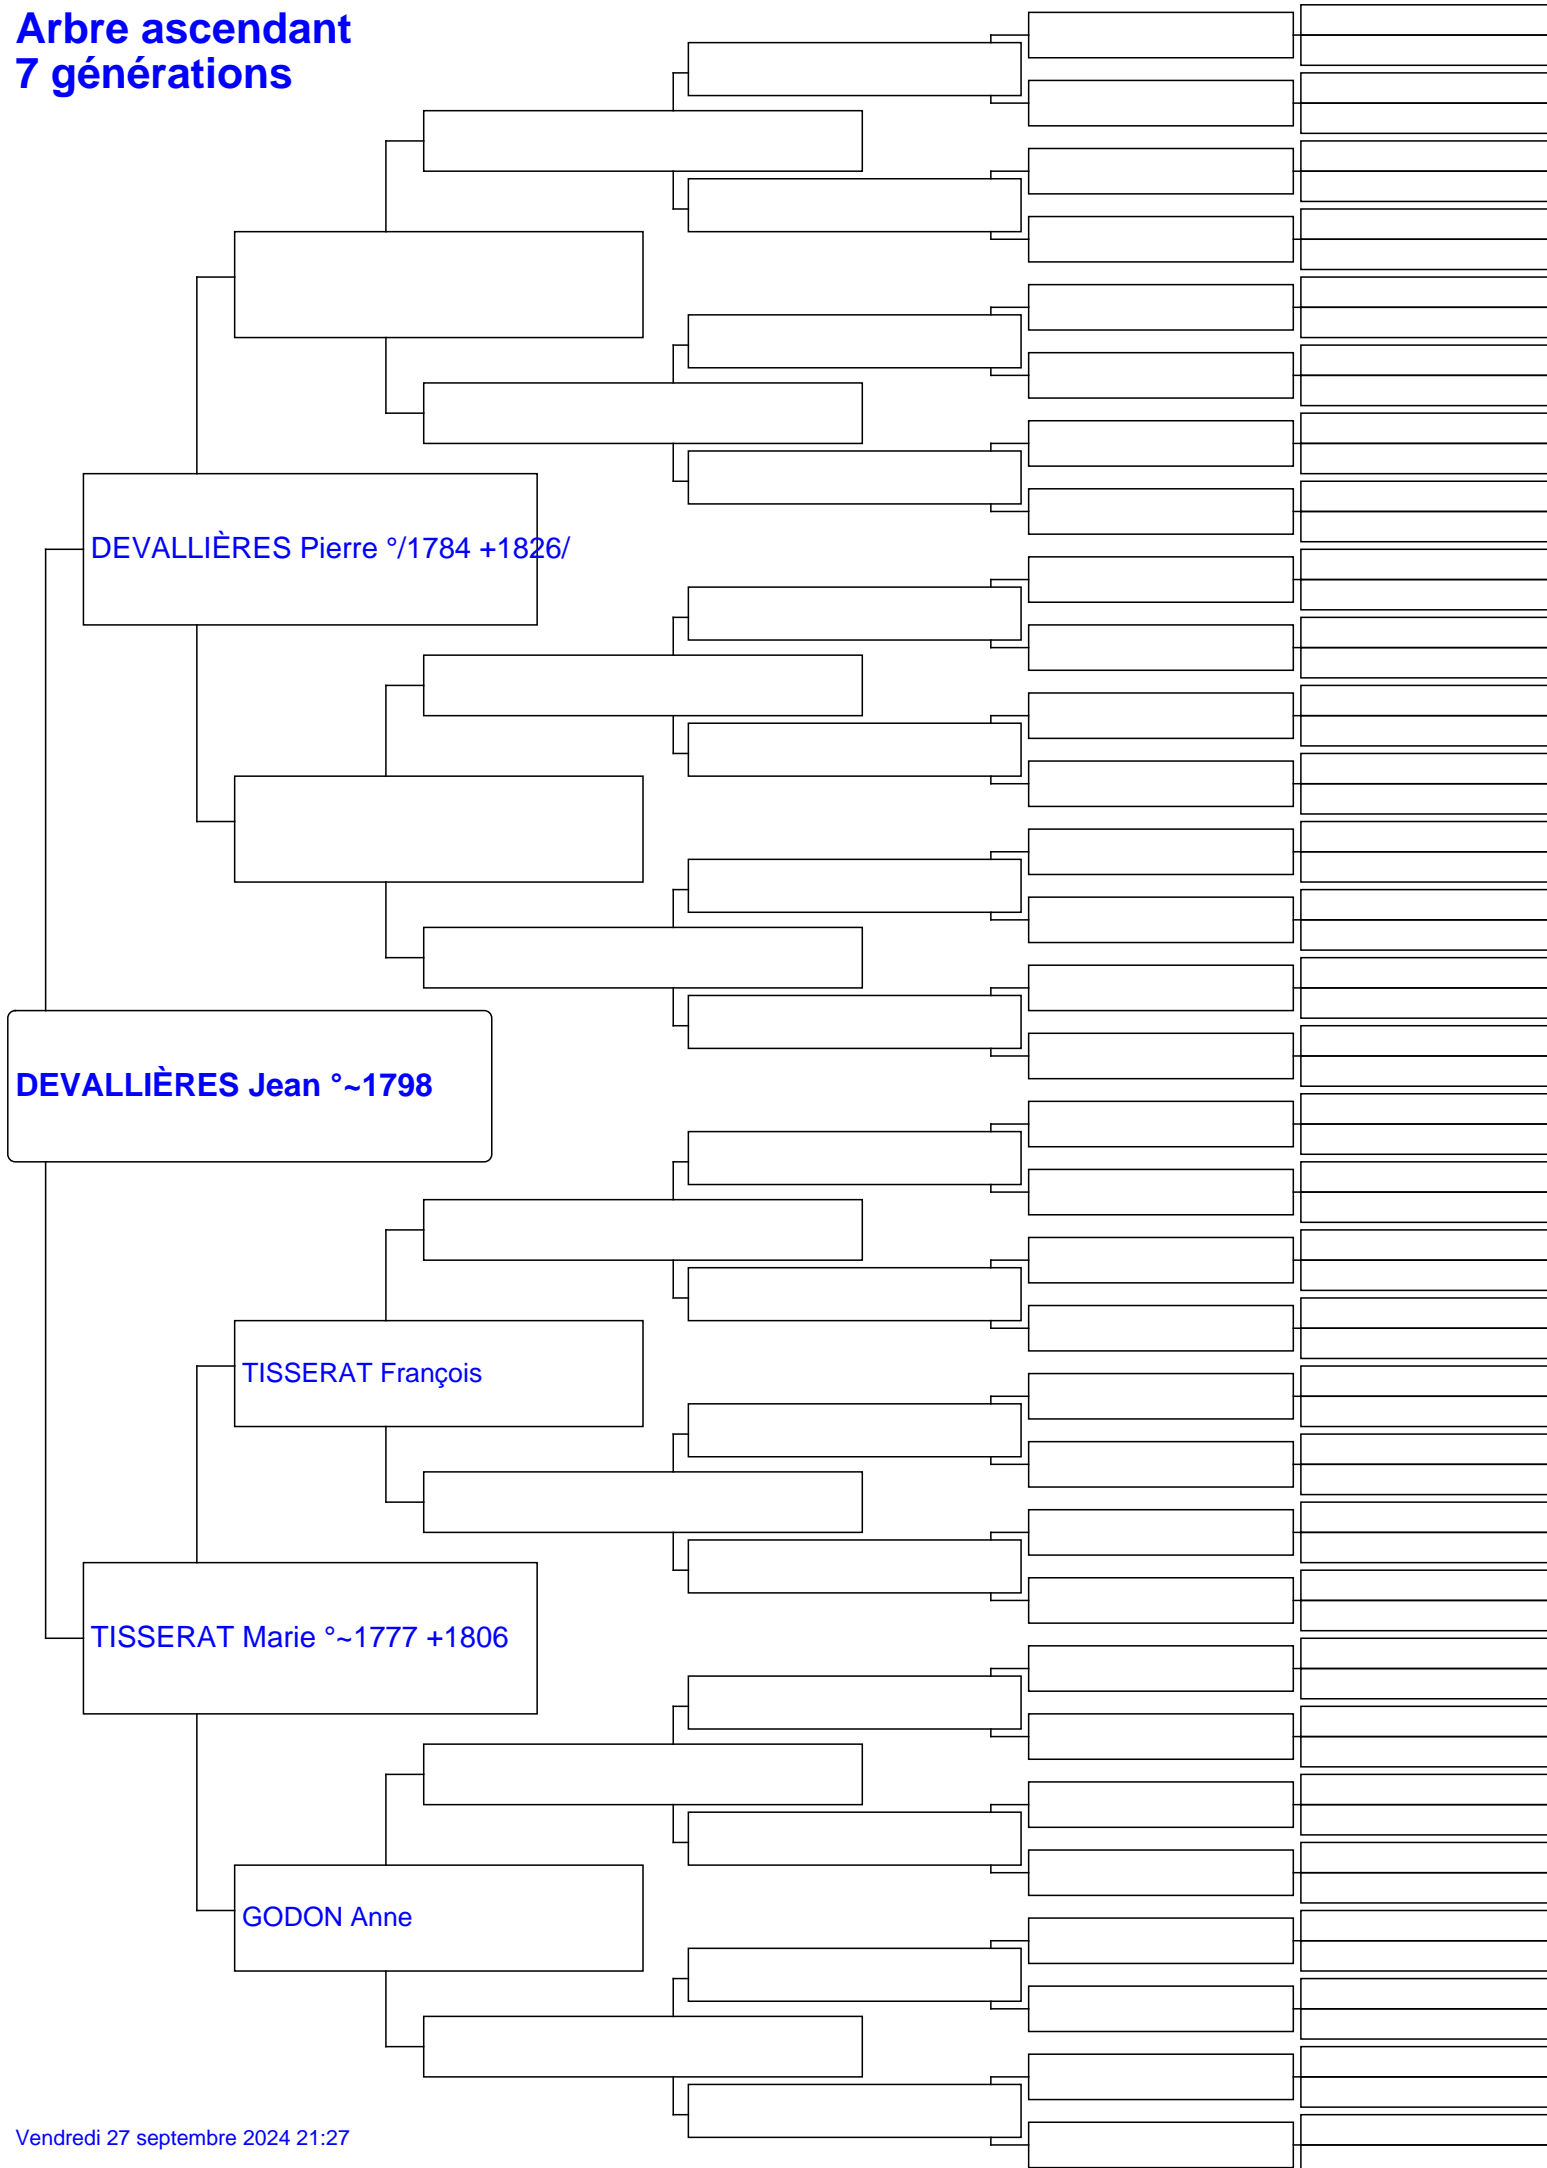 Arbre ascendant
7 générations
DEVALLIÈRES Pierre °/1784 +1826/
DEVALLIÈRES Jean °~1798
TISSERAT François
TISSERAT Marie °~1777 +1806
GODON Anne
Vendredi 27 septembre 2024 21:27